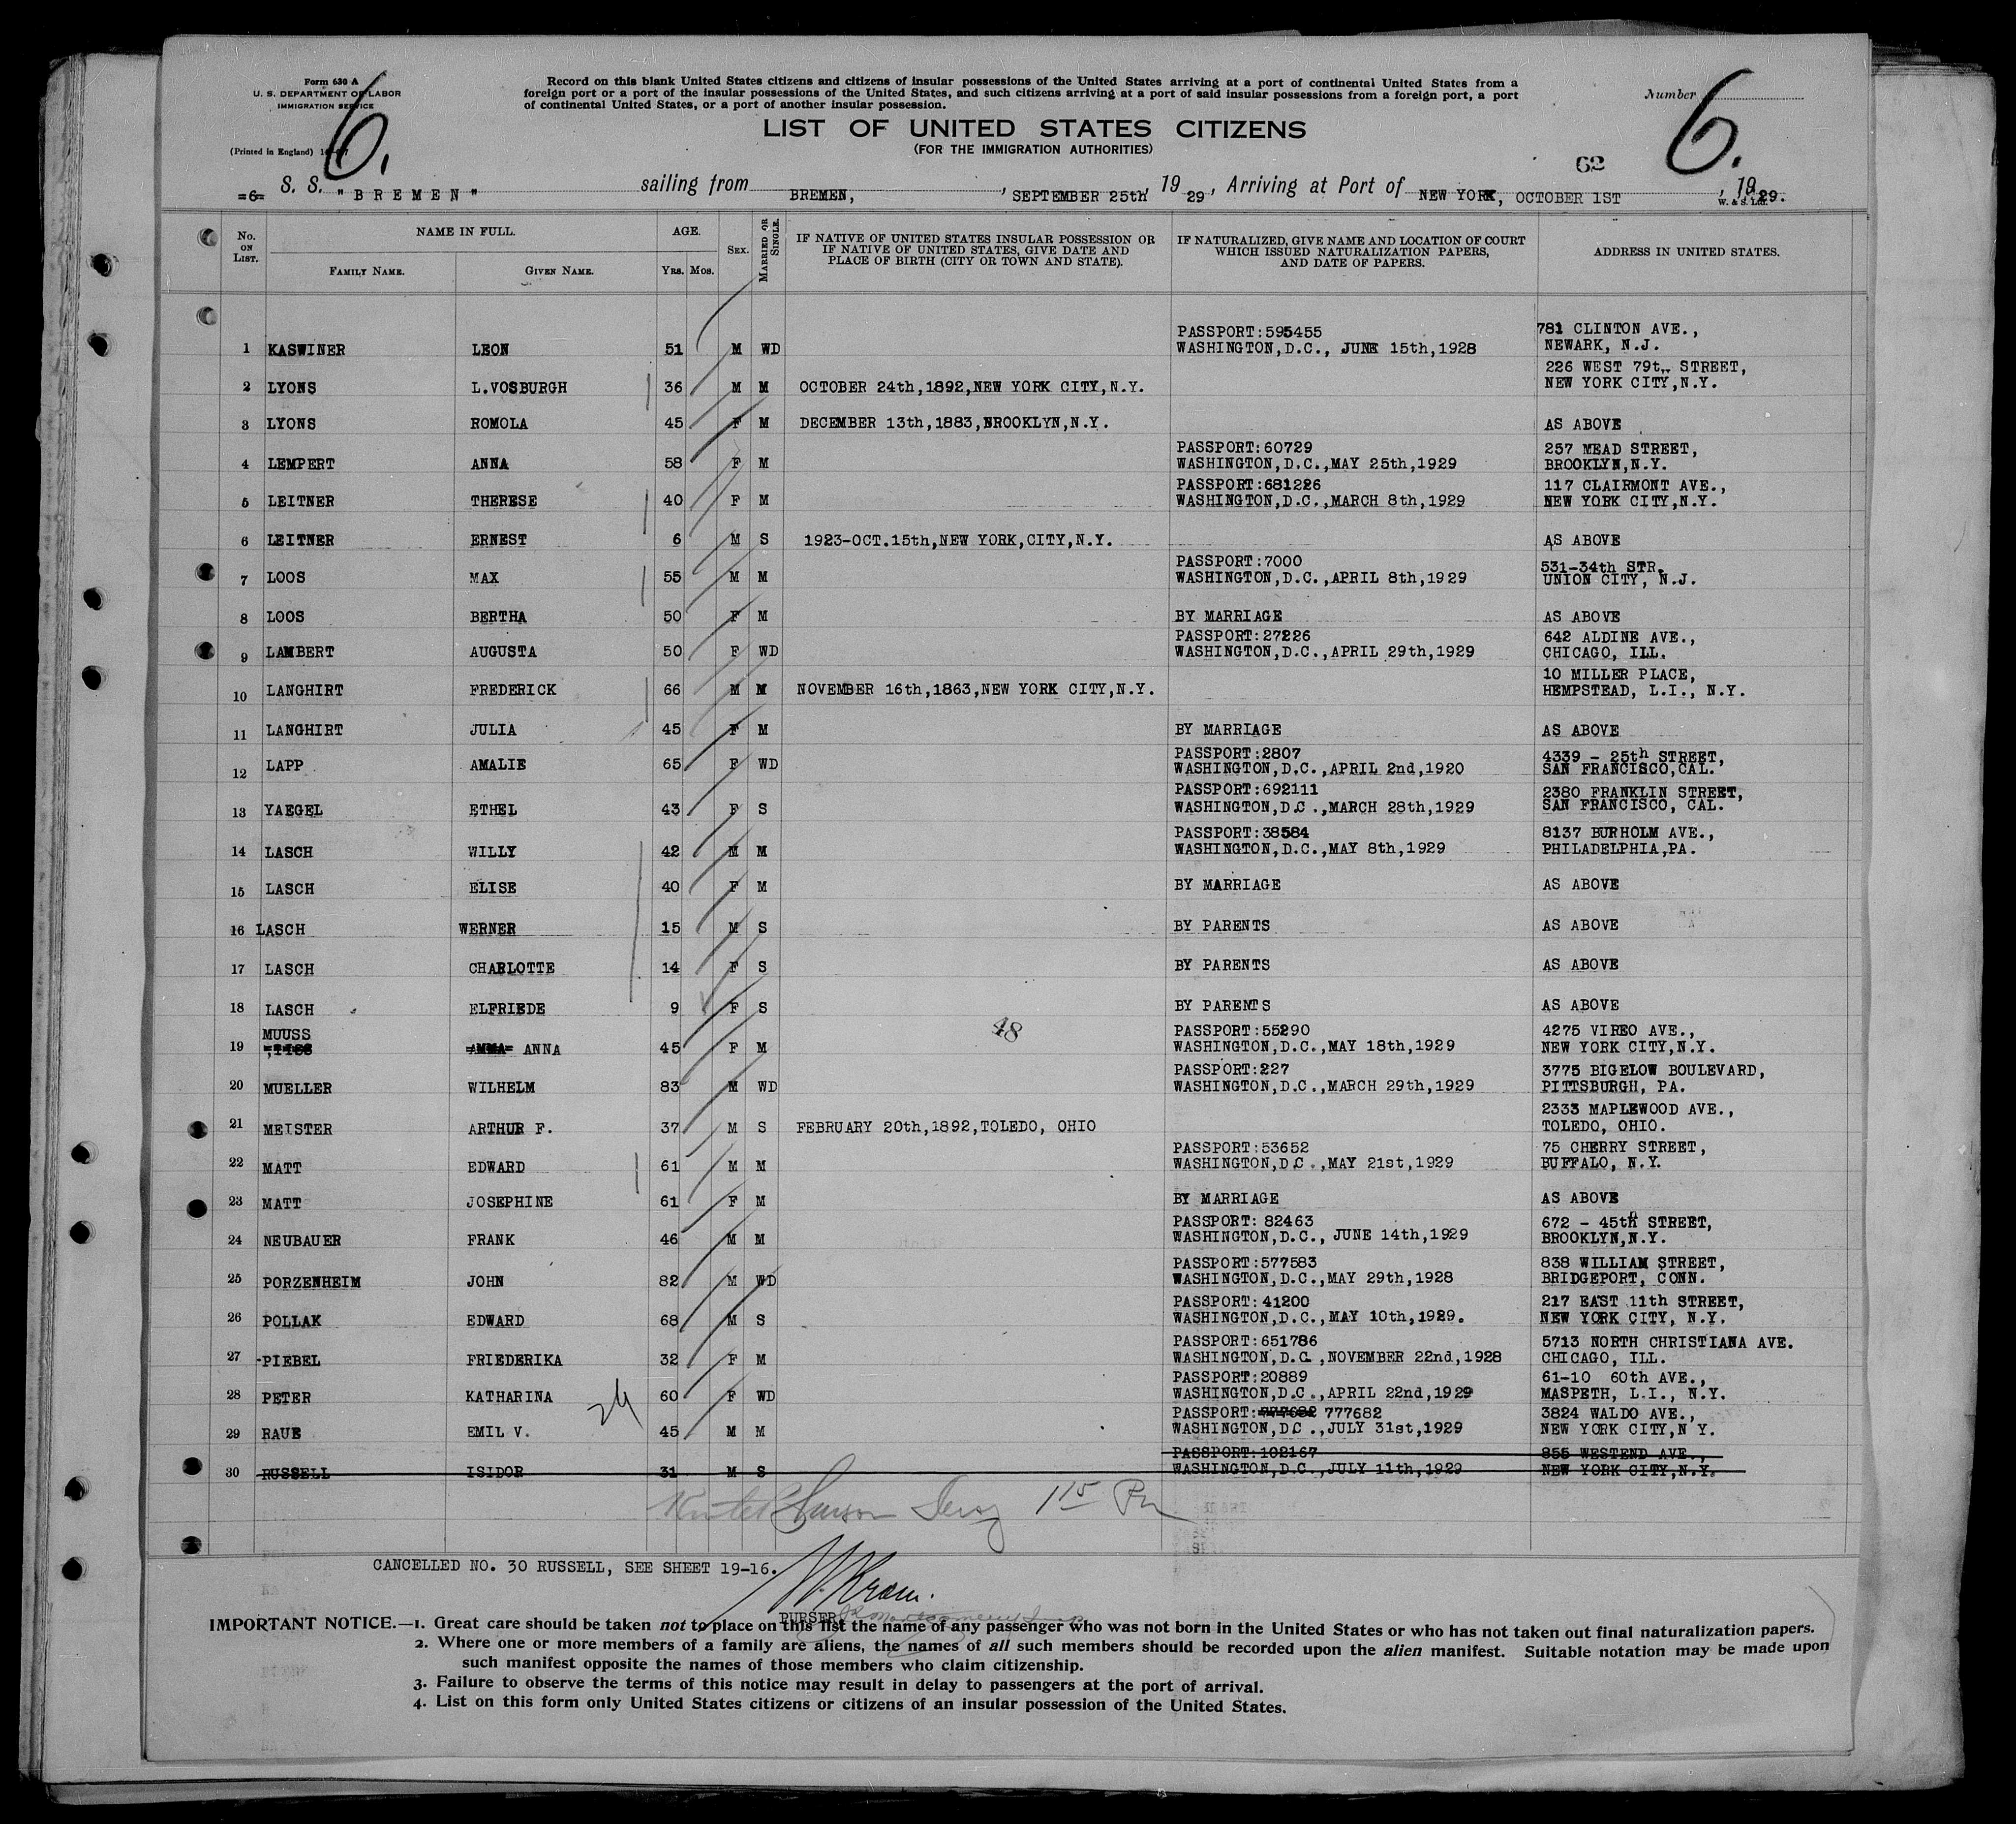 Form 630 A
U. S. DEPARTMENT OF LABOR
IMMIGRATION SERVICE
(Printed in England)
6.
Record on this blank United States citizens and citizens of insular possessions of the United States arriving at a port of continental United States from a
foreign port or a port of the insular possessions of the United States, and such citizens arriving at a port of said insular possessions from a foreign port, a port
of continental United States, or a port of another insular possession.
Number
6.
LIST OF UNITED STATES CITIZENS
(FOR THE IMMIGRATION AUTHORITIES)
62
=6= S. S. "BREMEN" sailing from BREMEN, SEPTEMBER 25th, 19 29, Arriving at Port of NEW YORK, OCTOBER 1ST, 1929.
W. & S. Ltd.
No. ON LIST. NAME IN FULL. FAMILY NAME. GIVEN NAME. AGE. YRS. MOS. SEX. MARRIED OR SINGLE. IF NATIVE OF UNITED STATES INSULAR POSSESSION OR IF NATIVE OF UNITED STATES, GIVE DATE AND PLACE OF BIRTH (CITY OR TOWN AND STATE). IF NATURALIZED, GIVE NAME AND LOCATION OF COURT WHICH ISSUED NATURALIZATION PAPERS, AND DATE OF PAPERS. ADDRESS IN UNITED STATES.
PASSPORT:595455 781 CLINTON AVE.,
1 KASWINER LEON 51 M WD WASHINGTON,D.C., JUNE 15th,1928 NEWARK, N.J.
226 WEST 79t STREET,
2 LYONS L.VOSBURGH 36 M M OCTOBER 24th,1892,NEW YORK CITY,N.Y. NEW YORK CITY,N.Y.
3 LYONS ROMOLA 45 F M DECEMBER 13th,1883,BROOKLYN,N.Y. AS ABOVE
PASSPORT:60729 257 MEAD STREET,
4 LEMPERT ANNA 58 F M WASHINGTON,D.C.,MAY 25th,1929 BROOKLYN,N.Y.
PASSPORT:681226 117 CLAIRMONT AVE.,
5 LEITNER THERESE 40 F M WASHINGTON,D.C.,MARCH 8th,1929 NEW YORK CITY,N.Y.
6 LEITNER ERNEST 6 M S 1923-OCT.15th,NEW YORK,CITY,N.Y. AS ABOVE
PASSPORT:7000 531-34th STR.
7 LOOS MAX 55 M M WASHINGTON,D.C.,APRIL 8th,1929 UNION CITY, N.J.
8 LOOS BERTHA 50 F M BY MARRIAGE AS ABOVE
PASSPORT:27226 642 ALDINE AVE.,
9 LAMBERT AUGUSTA 50 F WD WASHINGTON,D.C.,APRIL 29th,1929 CHICAGO, ILL.
10 MILLER PLACE,
10 LANGHIRT FREDERICK 66 M M NOVEMBER 16th,1863,NEW YORK CITY,N.Y. HEMPSTEAD, L.I., N.Y.
11 LANGHIRT JULIA 45 F M BY MARRIAGE AS ABOVE
PASSPORT:2807 4339 - 25th STREET,
12 LAPP AMALIE 65 F WD WASHINGTON,D.C.,APRIL 2nd,1920 SAN FRANCISCO,CAL.
PASSPORT:692111 2380 FRANKLIN STREET,
13 YAEGEL ETHEL 43 F S WASHINGTON,D.C.,MARCH 28th,1929 SAN FRANCISCO, CAL.
PASSPORT:38584 8137 BURHOLM AVE.,
14 LASCH WILLY 42 M M WASHINGTON,D.C.,MAY 8th,1929 PHILADELPHIA,PA.
15 LASCH ELISE 40 F M BY MARRIAGE AS ABOVE
16 LASCH WERNER 15 M S BY PARENTS AS ABOVE
17 LASCH CHARLOTTE 14 F S BY PARENTS AS ABOVE
18 LASCH ELFRIEDE 9 F S BY PARENTS AS ABOVE
48
MUUSS PASSPORT:55290 4275 VIREO AVE.,
19 ANNA 45 F M WASHINGTON,D.C.,MAY 18th,1929 NEW YORK CITY,N.Y.
PASSPORT:227 3775 BIGELOW BOULEVARD,
20 MUELLER WILHELM 83 M WD WASHINGTON,D.C.,MARCH 29th,1929 PITTSBURGH, PA.
2333 MAPLEWOOD AVE.,
21 MEISTER ARTHUR F. 37 M S FEBRUARY 20th,1892,TOLEDO, OHIO TOLEDO, OHIO.
PASSPORT:53652 75 CHERRY STREET,
22 MATT EDWARD 61 M M WASHINGTON,D.C.,MAY 21st,1929 BUFFALO, N.Y.
23 MATT JOSEPHINE 61 F M BY MARRIAGE AS ABOVE
PASSPORT: 82463 672 - 45th STREET,
24 NEUBAUER FRANK 46 M M WASHINGTON,D.C., JUNE 14th,1929 BROOKLYN,N.Y.
PASSPORT:577583 838 WILLIAM STREET,
25 PORZENHEIM JOHN 82 M WD WASHINGTON,D.C.,MAY 29th,1928 BRIDGEPORT, CONN.
PASSPORT:41200 217 EAST 11th STREET,
26 POLLAK EDWARD 68 M S WASHINGTON,D.C.,MAY 10th,1929. NEW YORK CITY, N.Y.
PASSPORT:651786 5713 NORTH CHRISTIANA AVE.
27 -PIEBEL FRIEDERIKA 32 F M WASHINGTON,D.C.,NOVEMBER 22nd,1928 CHICAGO, ILL.
PASSPORT:20889 61-10 60th AVE.,
28 PETER KATHARINA 24 60 F WD WASHINGTON,D.C.,APRIL 22nd,1929 MASPETH, L.I., N.Y.
PASSPORT:777682 777682 3824 WALDO AVE.,
29 RAUE EMIL V. 45 M M WASHINGTON,DC.,JULY 31st,1929 NEW YORK CITY,N Y.
PASSPORT:102167 855 WESTEND AVE.,
30 RUSSELL ISIDOR 31 M S WASHINGTON,D.C.,JULY 11th,1929 NEW YORK CITY,N.Y.
1 15 Pm
CANCELLED NO. 30 RUSSELL, SEE SHEET 19-16.
PURSER
IMPORTANT NOTICE.—1. Great care should be taken not to place on this list the name of any passenger who was not born in the United States or who has not taken out final naturalization papers.
2. Where one or more members of a family are aliens, the names of all such members should be recorded upon the alien manifest. Suitable notation may be made upon
such manifest opposite the names of those members who claim citizenship.
3. Failure to observe the terms of this notice may result in delay to passengers at the port of arrival.
4. List on this form only United States citizens or citizens of an insular possession of the United States.